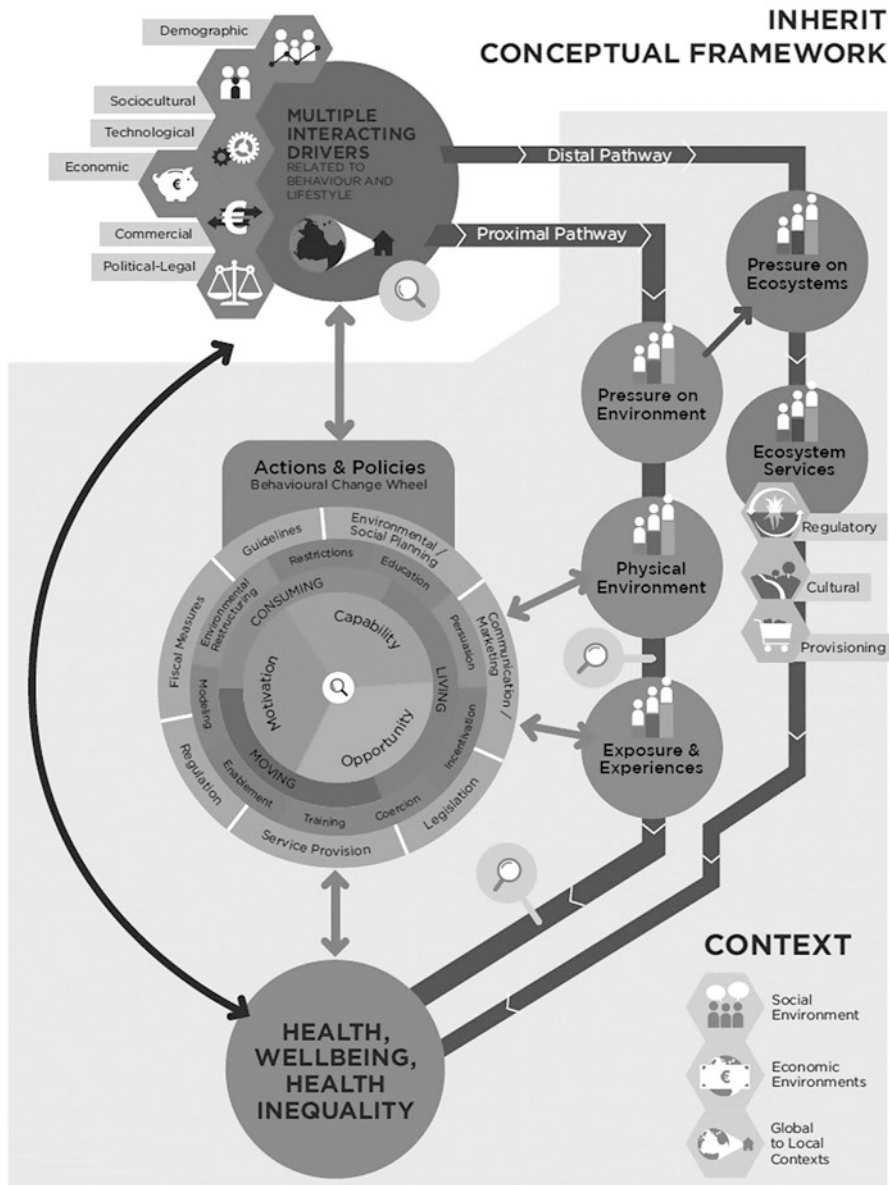 INHERIT
CONCEPTUAL FRAMEWORK
Demographic
Sociocultural
Technological
Economic
Commercial
Political-Legal
MULTIPLE
INTERACTING
DRIVERS
RELATED TO
BEHAVIOUR AND
LIFESTYLE
€
€
Distal Pathway
Proximal Pathway
Pressure on
Ecosystems
Pressure on
Environment
Ecosystem
Services
Regulatory
Cultural
Provisioning
Physical
Environment
Exposure &
Experiences
Actions & Policies
Behavioural Change Wheel
Guidelines
Environmental /
Social Planning
Communication /
Marketing
Legislation
Service Provision
Regulation
Fiscal Measures
Restrictions
Education
Persuasion
Incentivation
Coercion
Training
Enablement
Modeling
Environmental
Restructuring
CONSUMING
LIVING
MOVING
Capability
Opportunity
Motivation
HEALTH,
WELLBEING,
HEALTH
INEQUALITY
CONTEXT
Social
Environment
€
Economic
Environments
Global
to Local
Contexts